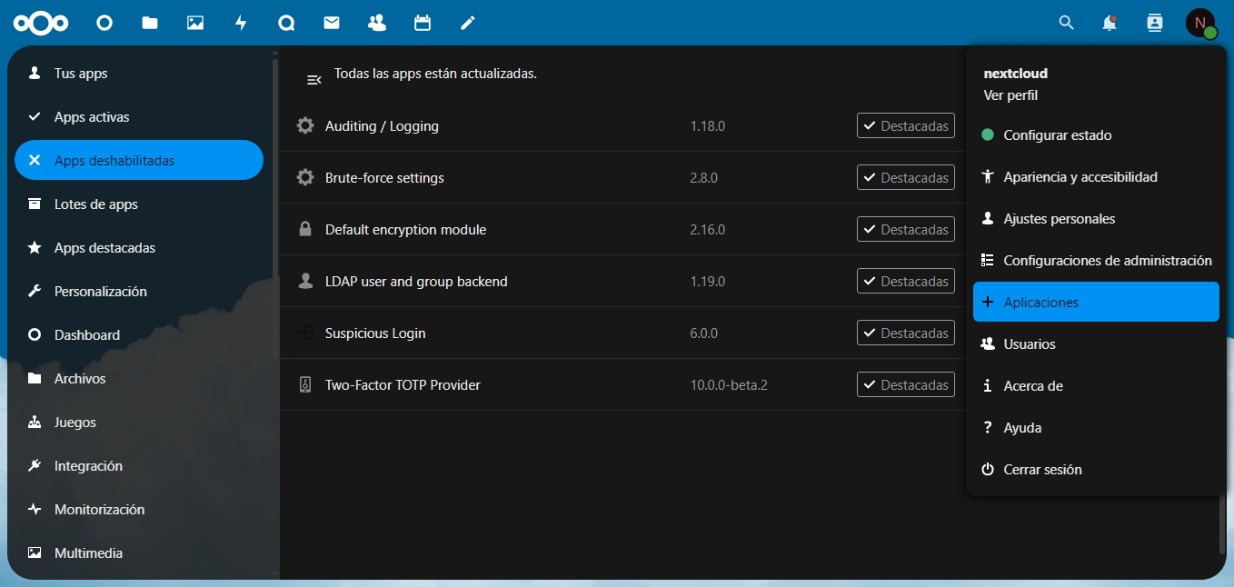 N
Tus apps
Apps activas
Apps deshabilitadas
Lotes de apps
Apps destacadas
Personalización
Dashboard
Archivos
Juegos
Integración
Monitorización
Multimedia
Todas las apps están actualizadas.
Auditing / Logging 1.18.0 Destacadas
Brute-force settings 2.8.0 Destacadas
Default encryption module 2.16.0 Destacadas
LDAP user and group backend 1.19.0 Destacadas
Suspicious Login 6.0.0 Destacadas
Two-Factor TOTP Provider 10.0.0-beta.2 Destacadas
nextcloud
Ver perfil
Configurar estado
Apariencia y accesibilidad
Ajustes personales
Configuraciones de administración
Aplicaciones
Usuarios
Acerca de
Ayuda
Cerrar sesión